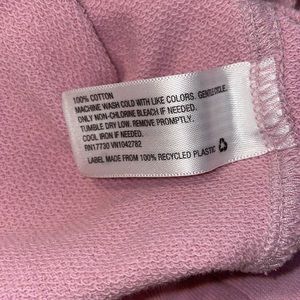 100% COTTON
MACHINE WASH COLD WITH LIKE COLORS. GENTLE CYCLE.
ONLY NON-CHLORINE BLEACH IF NEEDED.
TUMBLE DRY LOW. REMOVE PROMPTLY.
COOL IRON IF NEEDED.
RN17730 VN1042782
LABEL MADE FROM 100% RECYCLED PLASTIC